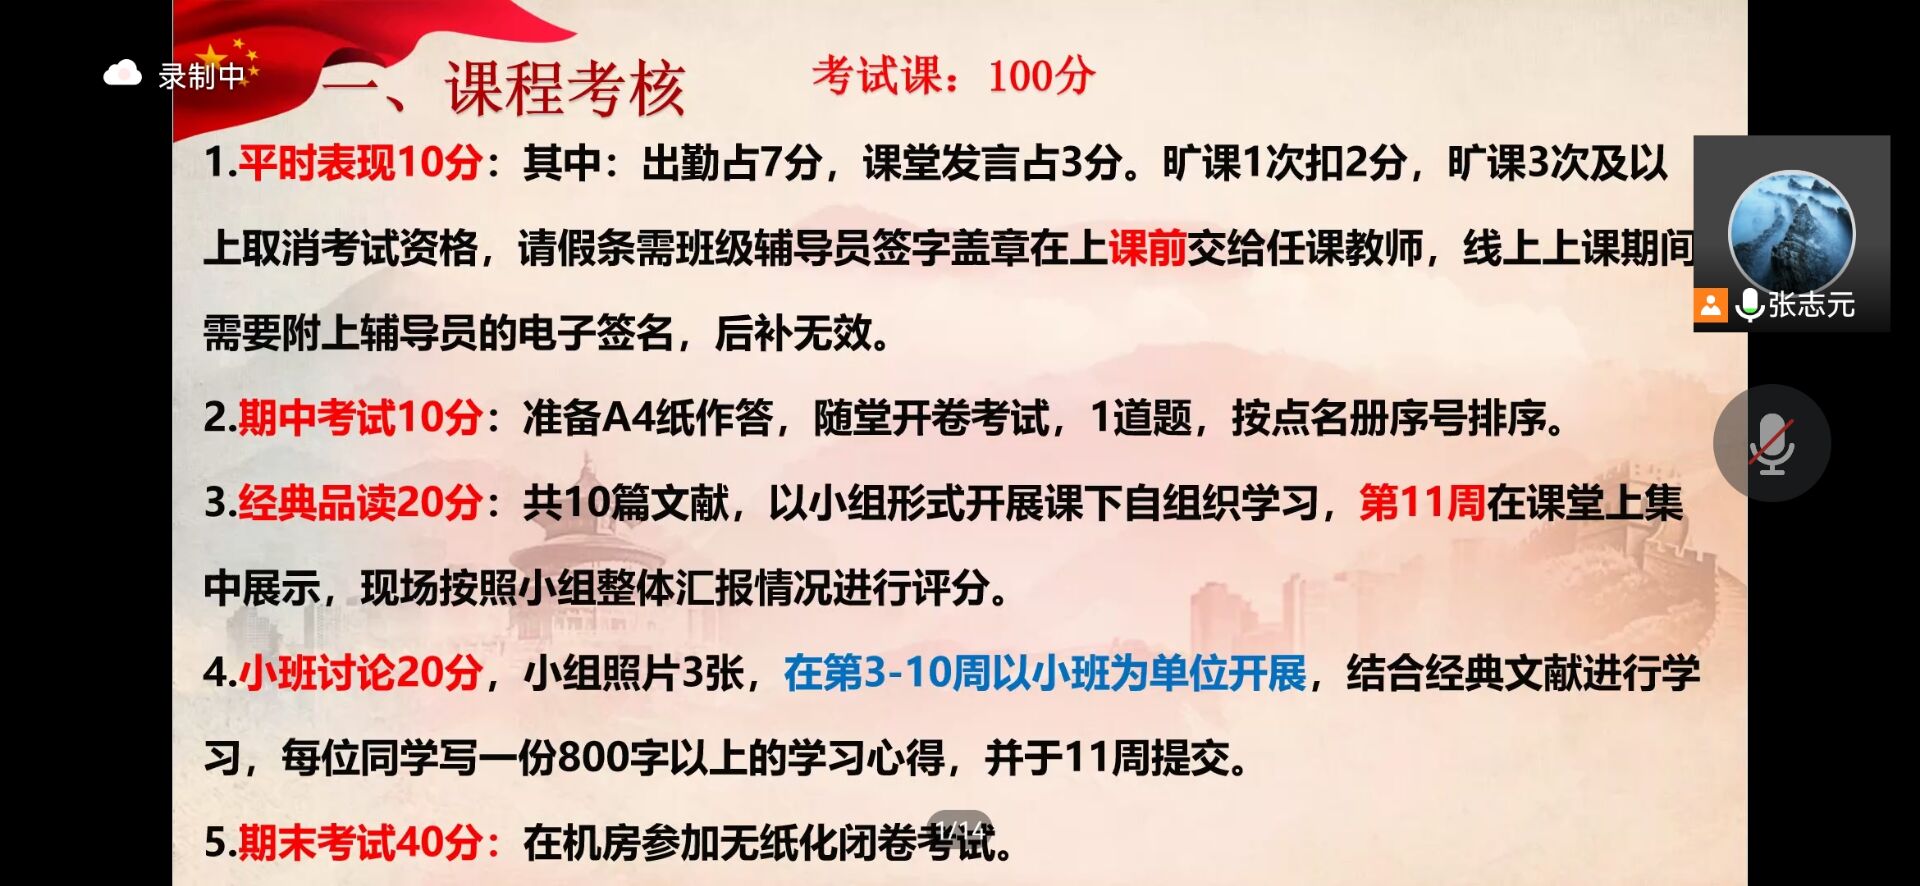 录制中
一、课程考核
考试课：100分
1.平时表现10分：其中：出勤占7分，课堂发言占3分。旷课1次扣2分，旷课3次及以
上取消考试资格，请假条需班级辅导员签字盖章在上课前交给任课教师，线上上课期间
需要附上辅导员的电子签名，后补无效。
2.期中考试10分：准备A4纸作答，随堂开卷考试，1道题，按点名册序号排序。
3.经典品读20分：共10篇文献，以小组形式开展课下自组织学习，第11周在课堂上集
中展示，现场按照小组整体汇报情况进行评分。
4.小班讨论20分，小组照片3张，在第3-10周以小班为单位开展，结合经典文献进行学
习，每位同学写一份800字以上的学习心得，并于11周提交。
5.期末考试40分：在机房参加无纸化闭卷考试。
1/14
张志元